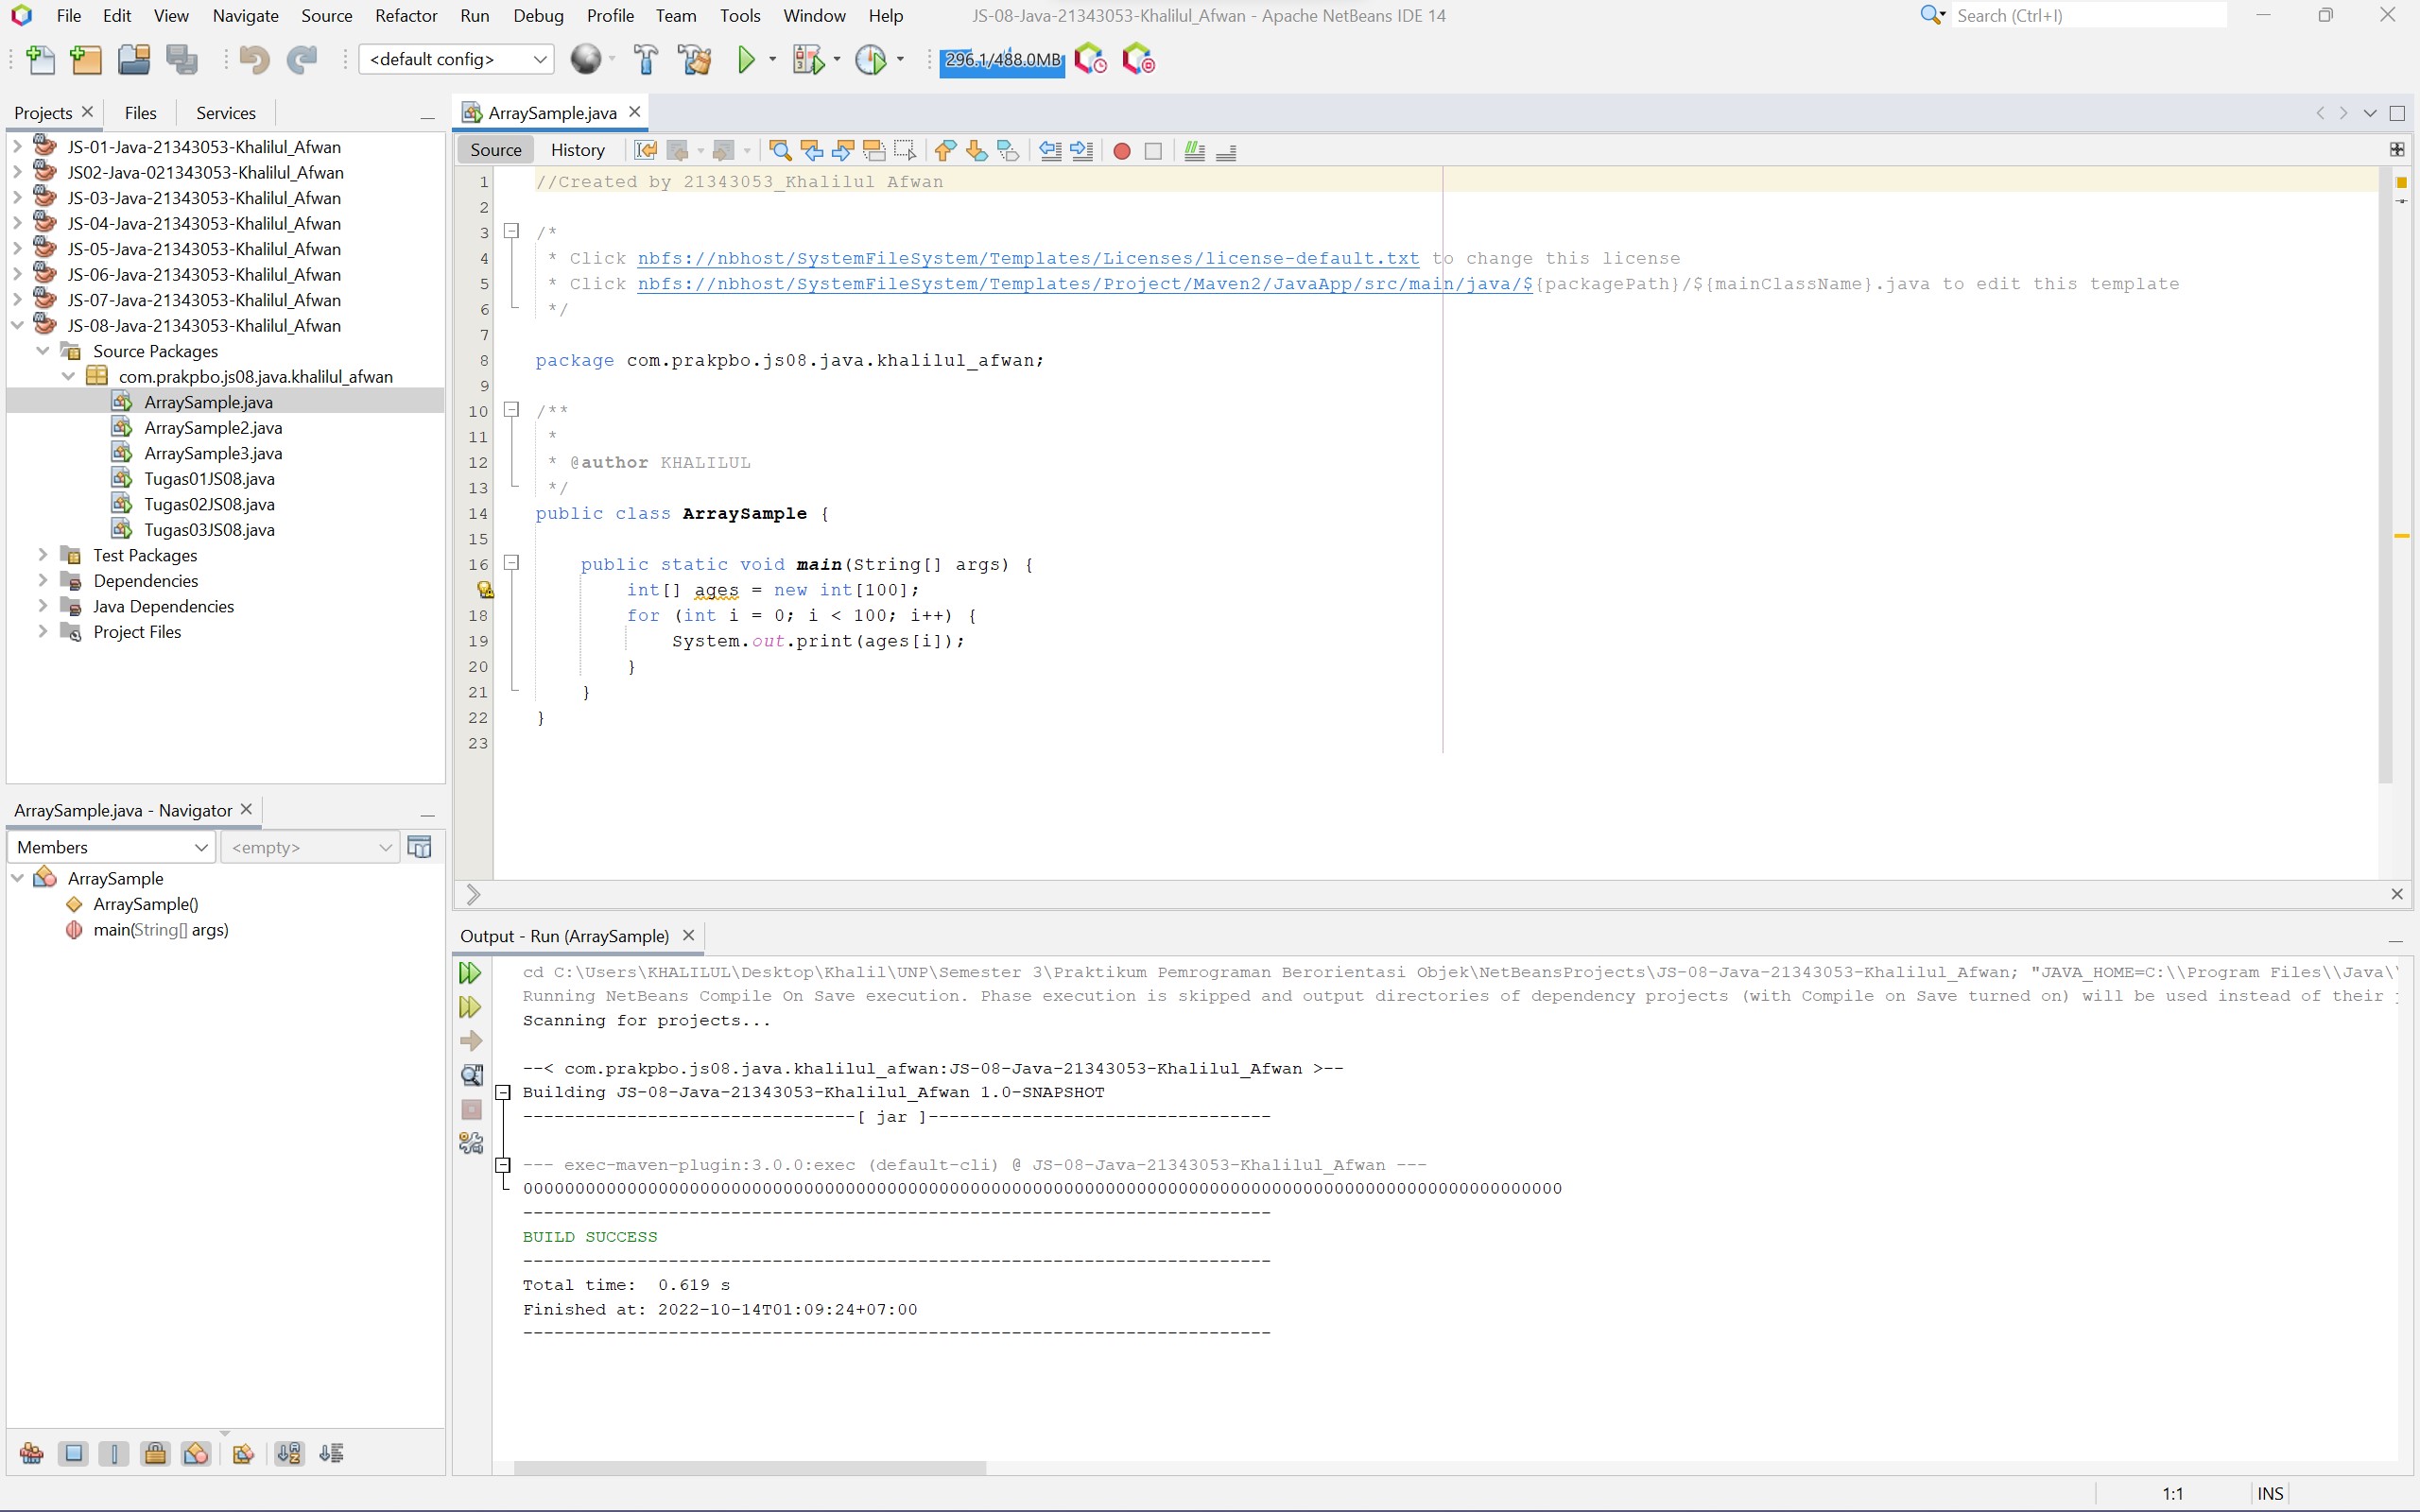 File Edit View Navigate Source Refactor Run Debug Profile Team Tools Window Help
JS-08-Java-21343053-Khalilul_Afwan - Apache NetBeans IDE 14
Search (Ctrl+I)
<default config>
296.1/488.0MB
Projects
Files
Services
JS-01-Java-21343053-Khalilul_Afwan
JS02-Java-021343053-Khalilul_Afwan
JS-03-Java-21343053-Khalilul_Afwan
JS-04-Java-21343053-Khalilul_Afwan
JS-05-Java-21343053-Khalilul_Afwan
JS-06-Java-21343053-Khalilul_Afwan
JS-07-Java-21343053-Khalilul_Afwan
JS-08-Java-21343053-Khalilul_Afwan
Source Packages
com.prakpbo.js08.java.khalilul_afwan
ArraySample.java
ArraySample2.java
ArraySample3.java
Tugas01JS08.java
Tugas02JS08.java
Tugas03JS08.java
Test Packages
Dependencies
Java Dependencies
Project Files
ArraySample.java - Navigator
Members
<empty>
ArraySample
ArraySample()
main(String[] args)
ArraySample.java
Source History
1 //Created by 21343053_Khalilul Afwan
2
3 /*
4 * Click nbfs://nbhost/SystemFileSystem/Templates/Licenses/license-default.txt to change this license
5 * Click nbfs://nbhost/SystemFileSystem/Templates/Project/Maven2/JavaApp/src/main/java/${packagePath}/${mainClassName}.java to edit this template
6 */
7
8 package com.prakpbo.js08.java.khalilul_afwan;
9
10 /**
11 *
12 * @author KHALILUL
13 */
14 public class ArraySample {
15
16 public static void main(String[] args) {
int[] ages = new int[100];
18 for (int i = 0; i < 100; i++) {
19 System.out.print(ages[i]);
20 }
21 }
22 }
23
Output - Run (ArraySample)
cd C:\Users\KHALILUL\Desktop\Khalil\UNP\Semester 3\Praktikum Pemrograman Berorientasi Objek\NetBeansProjects\JS-08-Java-21343053-Khalilul_Afwan; "JAVA_HOME=C:\\Program Files\\Java\\
Running NetBeans Compile On Save execution. Phase execution is skipped and output directories of dependency projects (with Compile on Save turned on) will be used instead of their
Scanning for projects...
--< com.prakpbo.js08.java.khalilul_afwan:JS-08-Java-21343053-Khalilul_Afwan >--
Building JS-08-Java-21343053-Khalilul_Afwan 1.0-SNAPSHOT
--------------------------------[ jar ]---------------------------------
--- exec-maven-plugin:3.0.0:exec (default-cli) @ JS-08-Java-21343053-Khalilul_Afwan ---
0000000000000000000000000000000000000000000000000000000000000000000000000000000000000000000000000000
------------------------------------------------------------------------
BUILD SUCCESS
------------------------------------------------------------------------
Total time:  0.619 s
Finished at: 2022-10-14T01:09:24+07:00
------------------------------------------------------------------------
1:1
INS